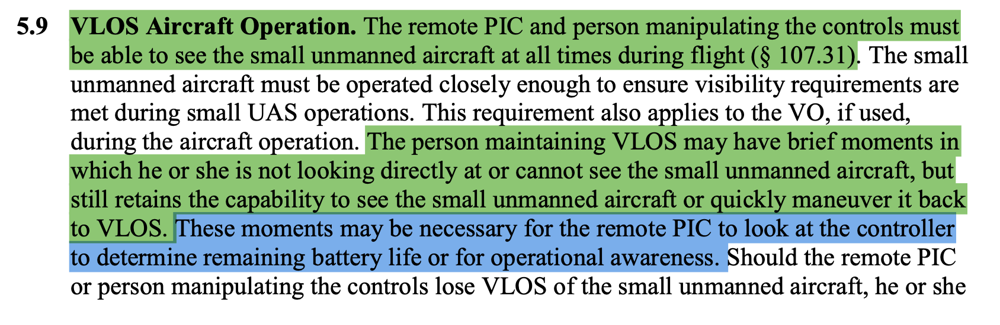 5.9 VLOS Aircraft Operation. The remote PIC and person manipulating the controls must
be able to see the small unmanned aircraft at all times during flight (§ 107.31). The small
unmanned aircraft must be operated closely enough to ensure visibility requirements are
met during small UAS operations. This requirement also applies to the VO, if used,
during the aircraft operation. The person maintaining VLOS may have brief moments in
which he or she is not looking directly at or cannot see the small unmanned aircraft, but
still retains the capability to see the small unmanned aircraft or quickly maneuver it back
to VLOS. These moments may be necessary for the remote PIC to look at the controller
to determine remaining battery life or for operational awareness. Should the remote PIC
or person manipulating the controls lose VLOS of the small unmanned aircraft, he or she